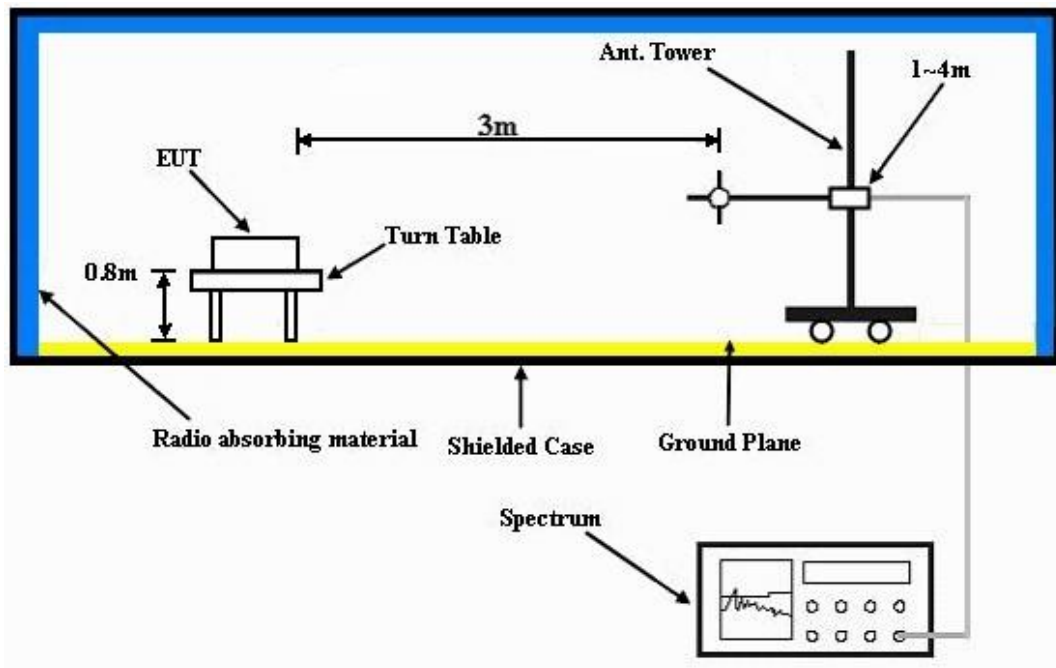 Ant. Tower
1~4m
3m
EUT
Turn Table
0.8m
Radio absorbing material
Shielded Case
Ground Plane
Spectrum